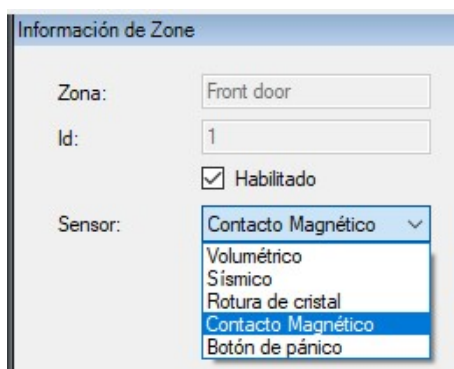 Información de Zone
Zona: Front door
Id: 1
Habilitado
Sensor: Contacto Magnético
Volumétrico
Sísmico
Rotura de cristal
Contacto Magnético
Botón de pánico